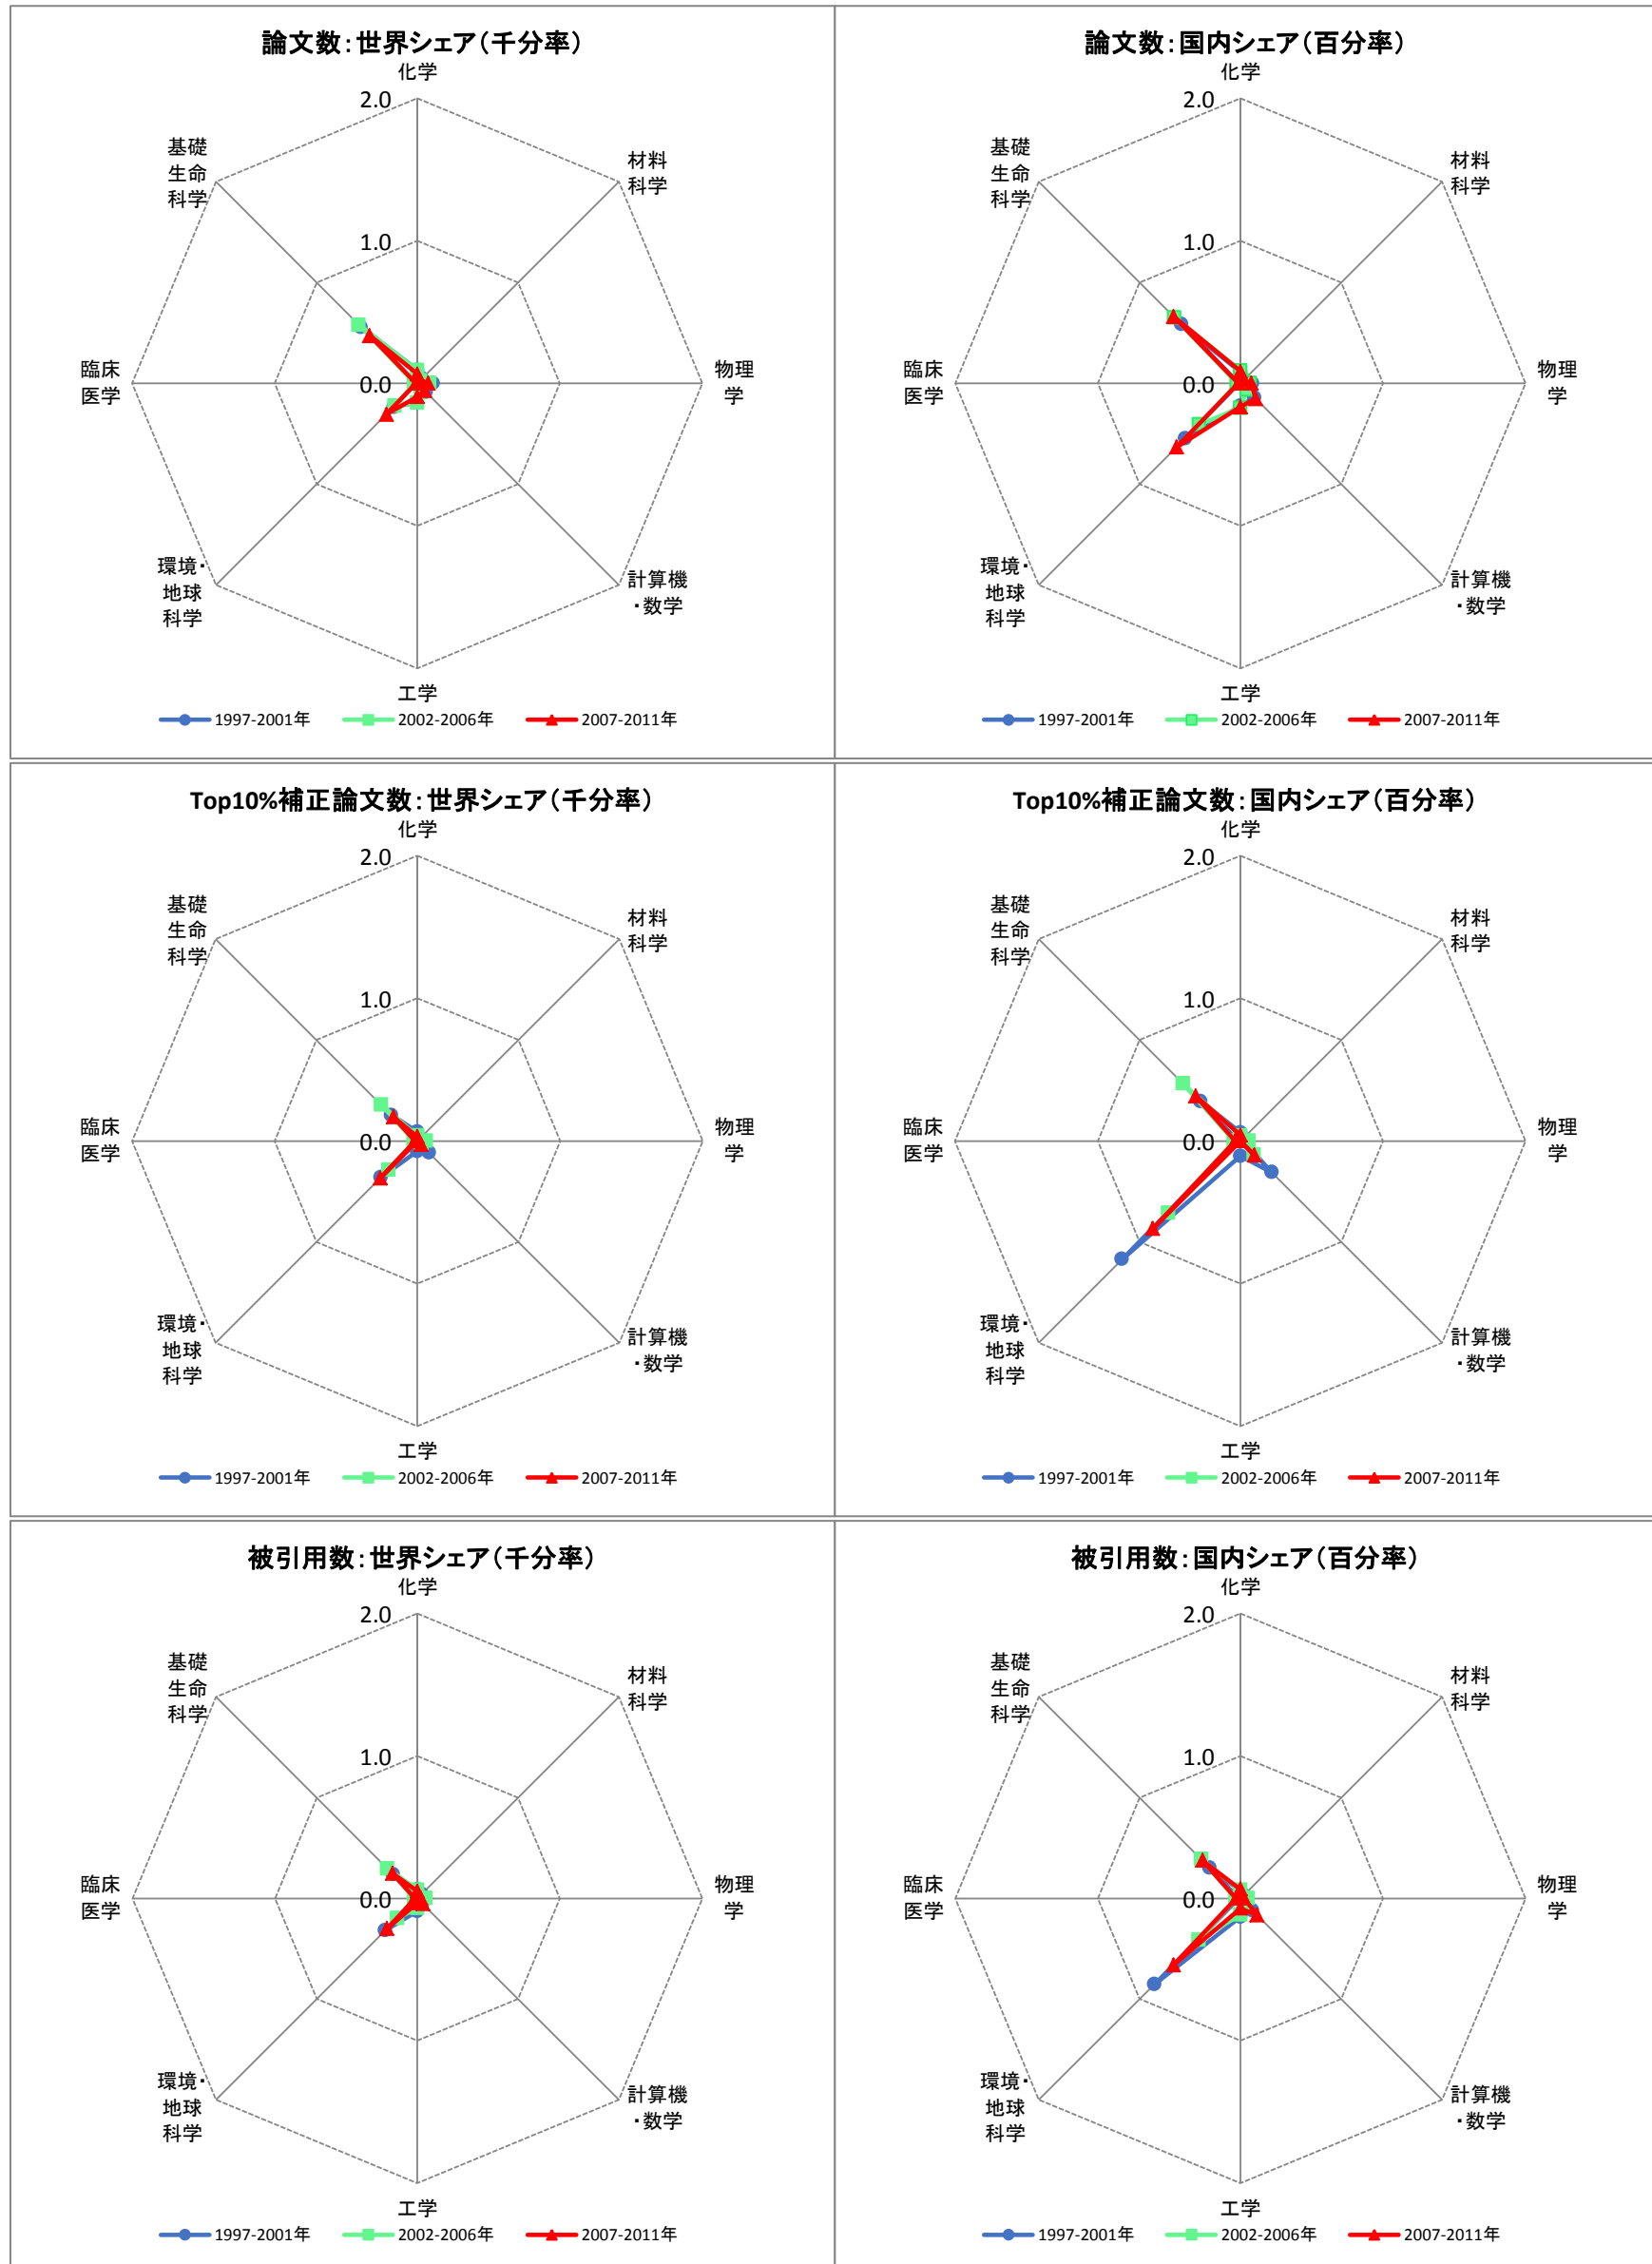 論文数：世界シェア（千分率）
化学
2.0
基礎
生命
科学
材料
科学
1.0
臨床
医学
0.0
物理
学
環境・
地球
科学
計算機
・数学
工学
1997-2001年 2002-2006年 2007-2011年
論文数：国内シェア（百分率）
化学
2.0
基礎
生命
科学
材料
科学
1.0
臨床
医学
0.0
物理
学
環境・
地球
科学
計算機
・数学
工学
1997-2001年 2002-2006年 2007-2011年
Top10%補正論文数：世界シェア（千分率）
化学
2.0
基礎
生命
科学
材料
科学
1.0
臨床
医学
0.0
物理
学
環境・
地球
科学
計算機
・数学
工学
1997-2001年 2002-2006年 2007-2011年
Top10%補正論文数：国内シェア（百分率）
化学
2.0
基礎
生命
科学
材料
科学
1.0
臨床
医学
0.0
物理
学
環境・
地球
科学
計算機
・数学
工学
1997-2001年 2002-2006年 2007-2011年
被引用数：世界シェア（千分率）
化学
2.0
基礎
生命
科学
材料
科学
1.0
臨床
医学
0.0
物理
学
環境・
地球
科学
計算機
・数学
工学
1997-2001年 2002-2006年 2007-2011年
被引用数：国内シェア（百分率）
化学
2.0
基礎
生命
科学
材料
科学
1.0
臨床
医学
0.0
物理
学
環境・
地球
科学
計算機
・数学
工学
1997-2001年 2002-2006年 2007-2011年